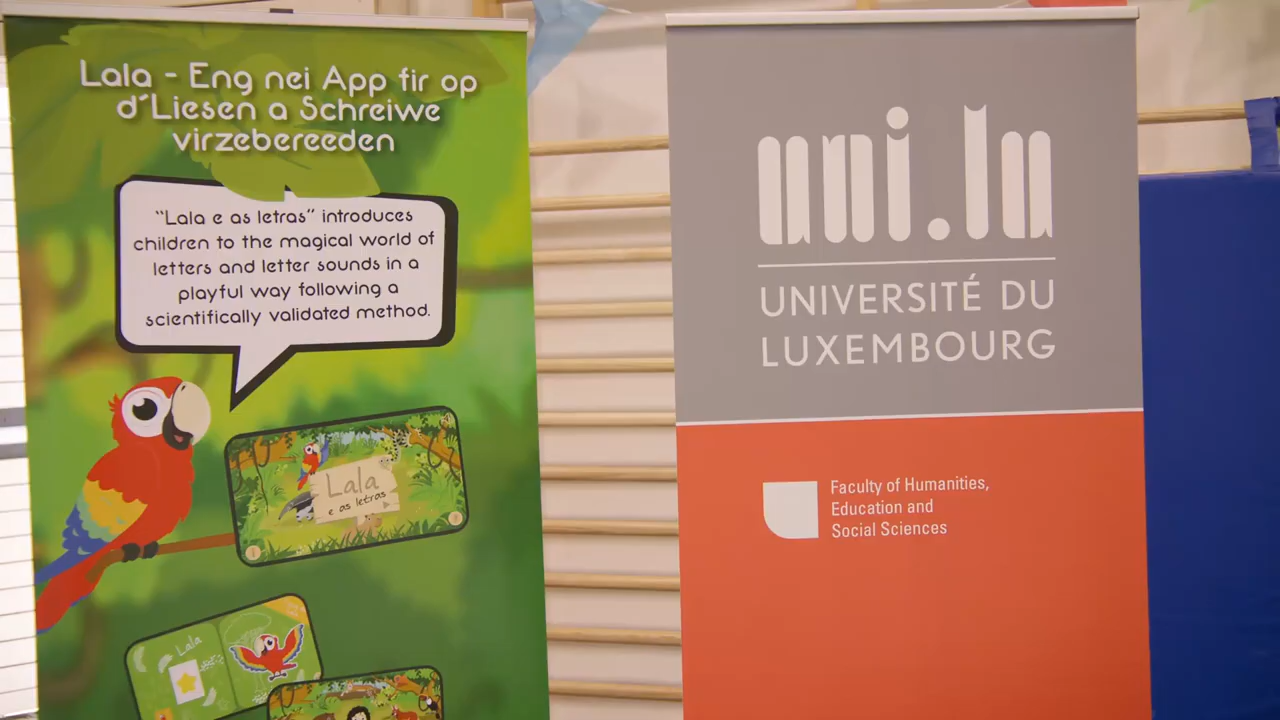 Lala - Eng nei App fir op
d'Liesen a Schreiwe
virzebereeden
"Lala e as letras" introduces
children to the magical world of
letters and letter sounds in a
playful way following a
scientifically validated method.
Lala
e as letras
Lala
uni.lu
UNIVERSITÉ DU
LUXEMBOURG
Faculty of Humanities,
Education and
Social Sciences